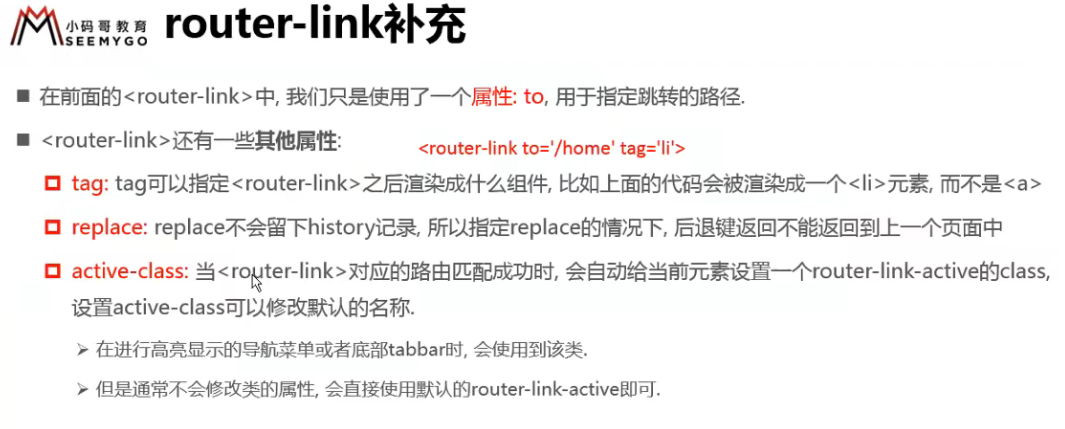 小码哥教育
SEEMYGO
router-link补充
在前面的<router-link>中, 我们只是使用了一个属性: to, 用于指定跳转的路径.
<router-link>还有一些其他属性:
<router-link to='/home' tag='li'>
tag: tag可以指定<router-link>之后渲染成什么组件, 比如上面的代码会被渲染成一个<li>元素, 而不是<a>
replace: replace不会留下history记录, 所以指定replace的情况下, 后退键返回不能返回到上一个页面中
active-class: 当<router-link>对应的路由匹配成功时, 会自动给当前元素设置一个router-link-active的class,
设置active-class可以修改默认的名称.
在进行高亮显示的导航菜单或者底部tabbar时, 会使用到该类.
但是通常不会修改类的属性, 会直接使用默认的router-link-active即可.